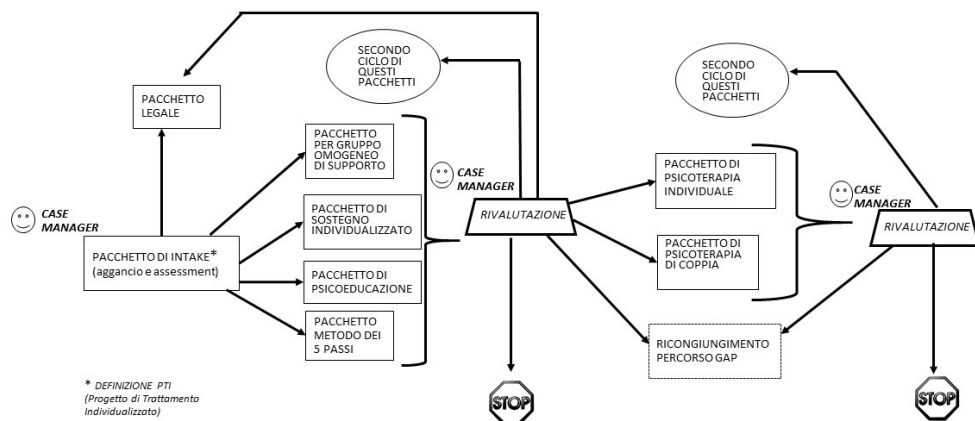 SECONDO
CICLO DI
QUESTI
PACCHETTI
SECONDO
CICLO DI
QUESTI
PACCHETTI
PACCHETTO
LEGALE
PACCHETTO
PER GRUPPO
OMOGENEO
DI SUPPORTO
CASE
MANAGER
PACCHETTO DI
PSICOTERAPIA
INDIVIDUALE
CASE
MANAGER
CASE
MANAGER
PACCHETTO DI
SOSTEGNO
INDIVIDUALIZZATO
RIVALUTAZIONE
RIVALUTAZIONE
PACCHETTO DI INTAKE*
(aggancio e assessment)
PACCHETTO DI
PSICOTERAPIA
DI COPPIA
PACCHETTO DI
PSICOEDUCAZIONE
PACCHETTO
METODO DEI
5 PASSI
RICONGIUNGIMENTO
PERCORSO GAP
* DEFINIZIONE PTI
(Progetto di Trattamento
Individualizzato)
STOP
STOP